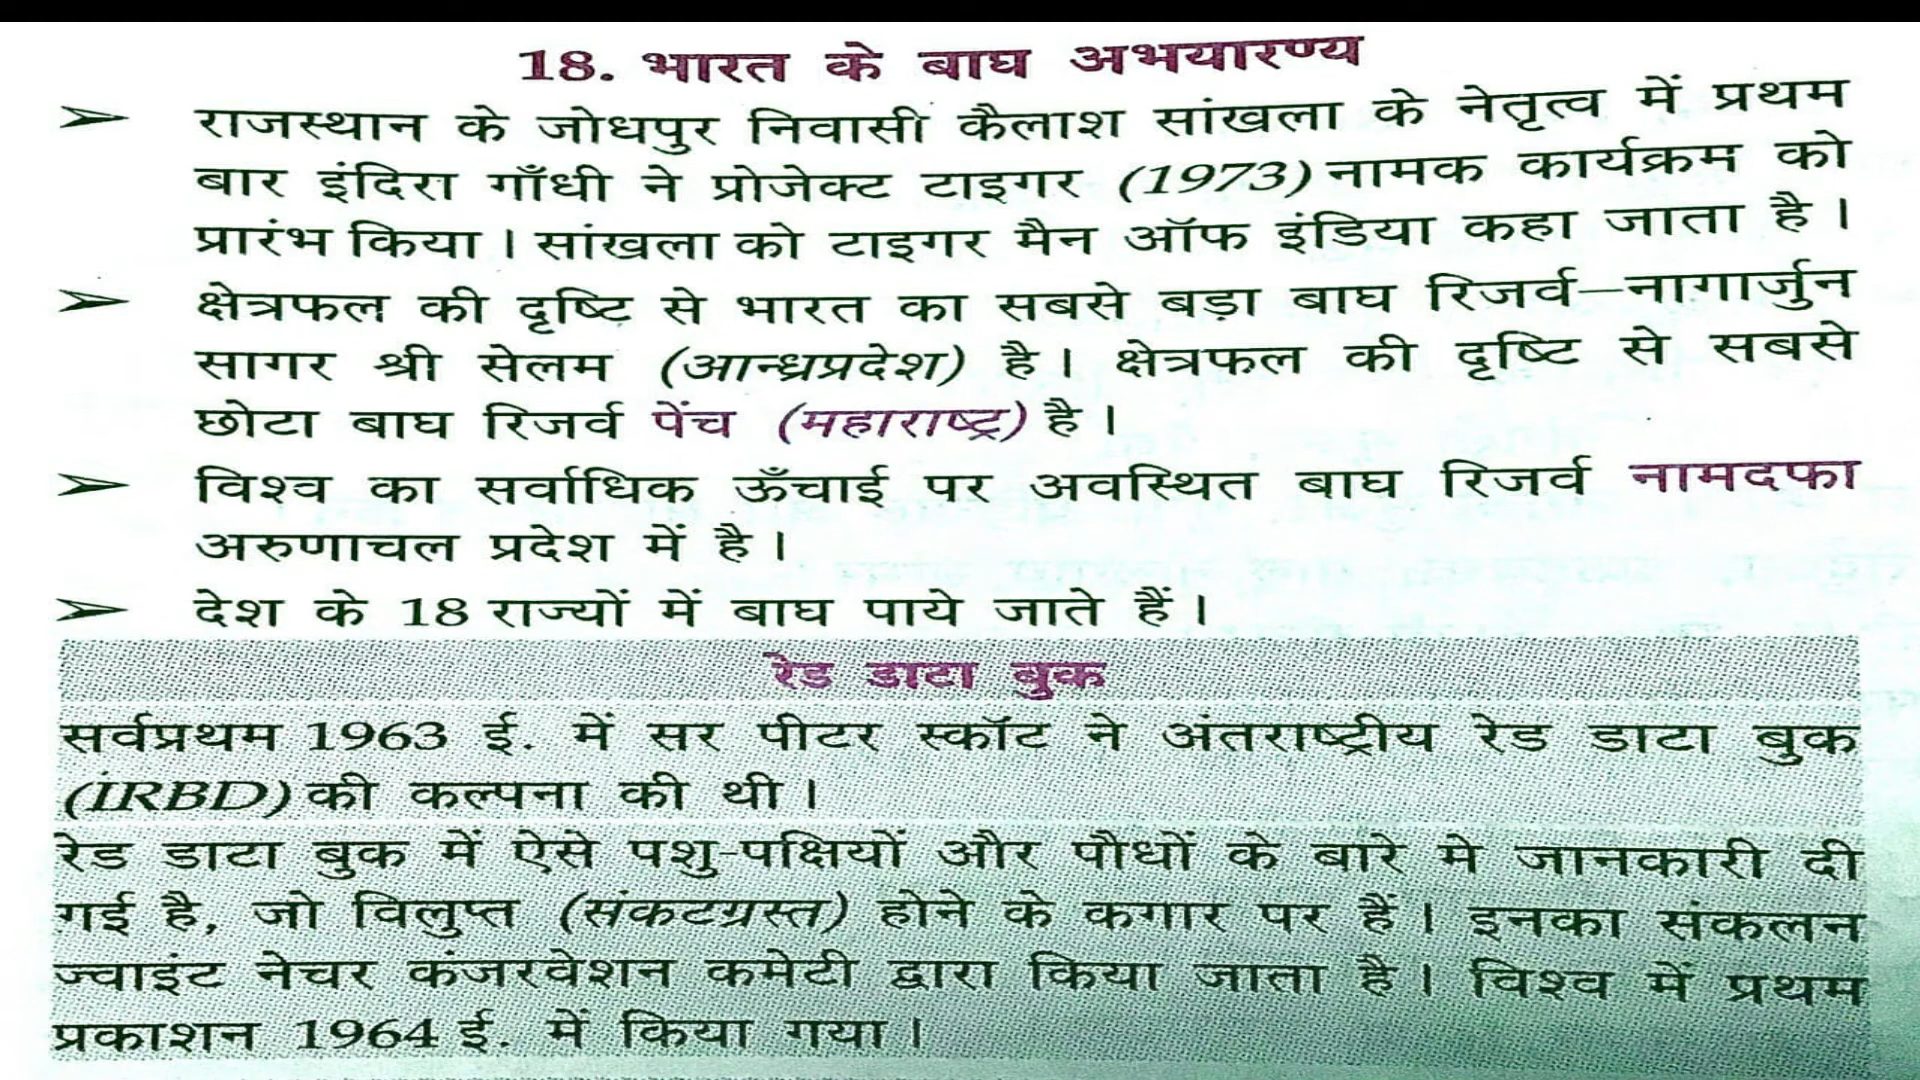 18. भारत के बाघ अभयारण्य
➢ राजस्थान के जोधपुर निवासी कैलाश सांखला के नेतृत्व में प्रथम
बार इंदिरा गाँधी ने प्रोजेक्ट टाइगर (1973) नामक कार्यक्रम को
प्रारंभ किया। सांखला को टाइगर मैन ऑफ इंडिया कहा जाता है।
➢ क्षेत्रफल की दृष्टि से भारत का सबसे बड़ा बाघ रिजर्व–नागार्जुन
सागर श्री सेलम (आन्ध्रप्रदेश) है। क्षेत्रफल की दृष्टि से सबसे
छोटा बाघ रिजर्व पेंच (महाराष्ट्र) है।
➢ विश्व का सर्वाधिक ऊँचाई पर अवस्थित बाघ रिजर्व नामदफा
अरुणाचल प्रदेश में है।
➢ देश के 18 राज्यों में बाघ पाये जाते हैं।
रेड डाटा बुक
सर्वप्रथम 1963 ई. में सर पीटर स्कॉट ने अंतराष्ट्रीय रेड डाटा बुक
(IRBD) की कल्पना की थी।
रेड डाटा बुक में ऐसे पशु-पक्षियों और पौधों के बारे मे जानकारी दी
गई है, जो विलुप्त (संकटग्रस्त) होने के कगार पर हैं। इनका संकलन
ज्वाइंट नेचर कंजरवेशन कमेटी द्वारा किया जाता है। विश्व में प्रथम
प्रकाशन 1964 ई. में किया गया।